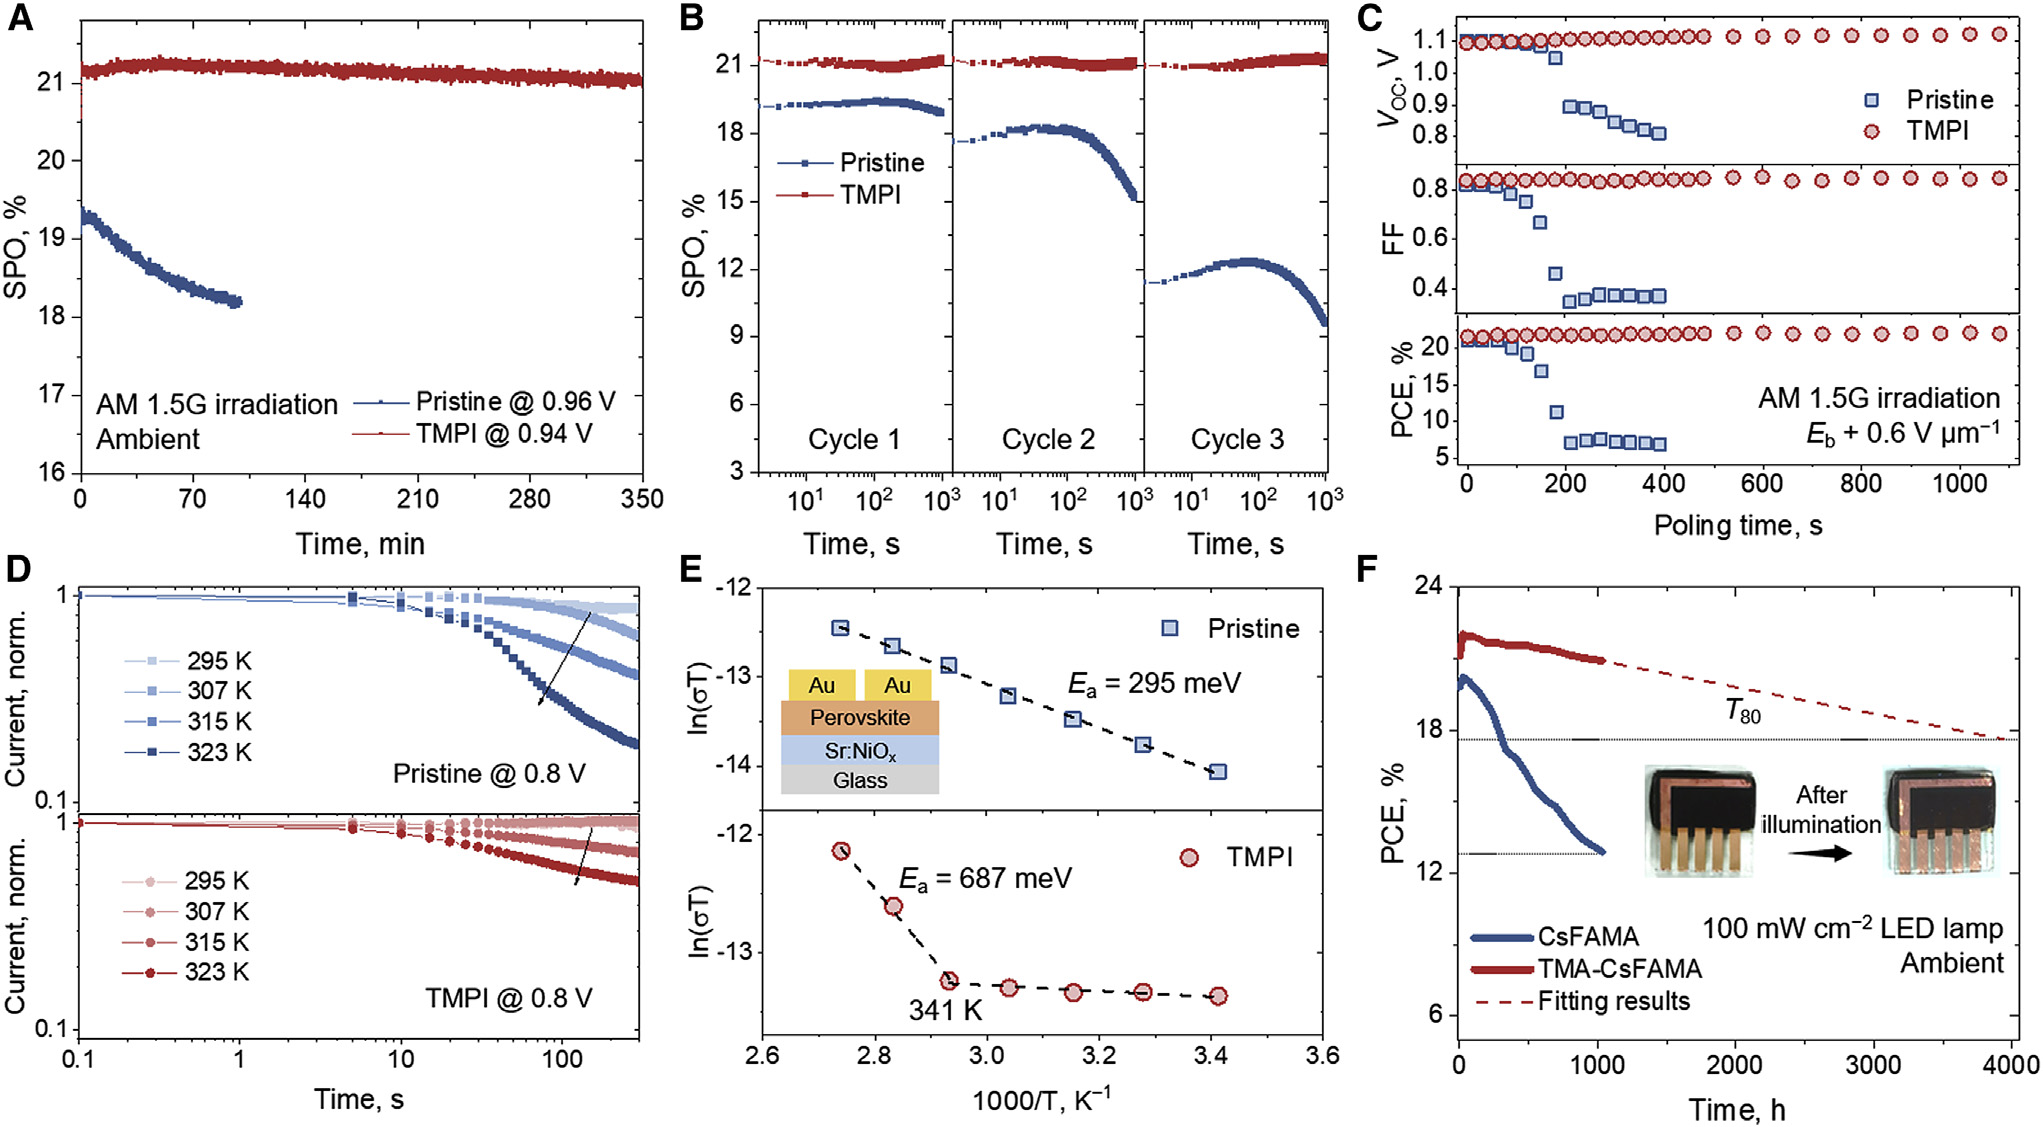 A
SPO, %
21
20
19
18
17
16
AM 1.5G irradiation
Ambient
Pristine @ 0.96 V
TMPI @ 0.94 V
0 70 140 210 280 350
Time, min
B
SPO, %
21
18
15
12
9
6
3
Pristine
TMPI
Cycle 1
Cycle 2
Cycle 3
10¹ 10² 10³ 10¹ 10² 10³ 10¹ 10² 10³
Time, s
Time, s
Time, s
C
VOC, V
1.1
1.0
0.9
0.8
Pristine
TMPI
FF
0.8
0.6
0.4
PCE, %
20
15
10
5
AM 1.5G irradiation
Eb + 0.6 V μm⁻¹
0 200 400 600 800 1000
Poling time, s
D
Current, norm.
1
295 K
307 K
315 K
323 K
Pristine @ 0.8 V
0.1
Current, norm.
1
295 K
307 K
315 K
323 K
TMPI @ 0.8 V
0.1
0.1 1 10 100
Time, s
E
ln(σT)
-12
-13
-14
Pristine
Ea = 295 meV
Au Au
Perovskite
Sr:NiOx
Glass
ln(σT)
-12
-13
TMPI
Ea = 687 meV
341 K
2.6 2.8 3.0 3.2 3.4 3.6
1000/T, K⁻¹
F
PCE, %
24
18
12
6
T80
After
illumination
100 mW cm⁻² LED lamp
Ambient
CsFAMA
TMA-CsFAMA
Fitting results
0 1000 2000 3000 4000
Time, h